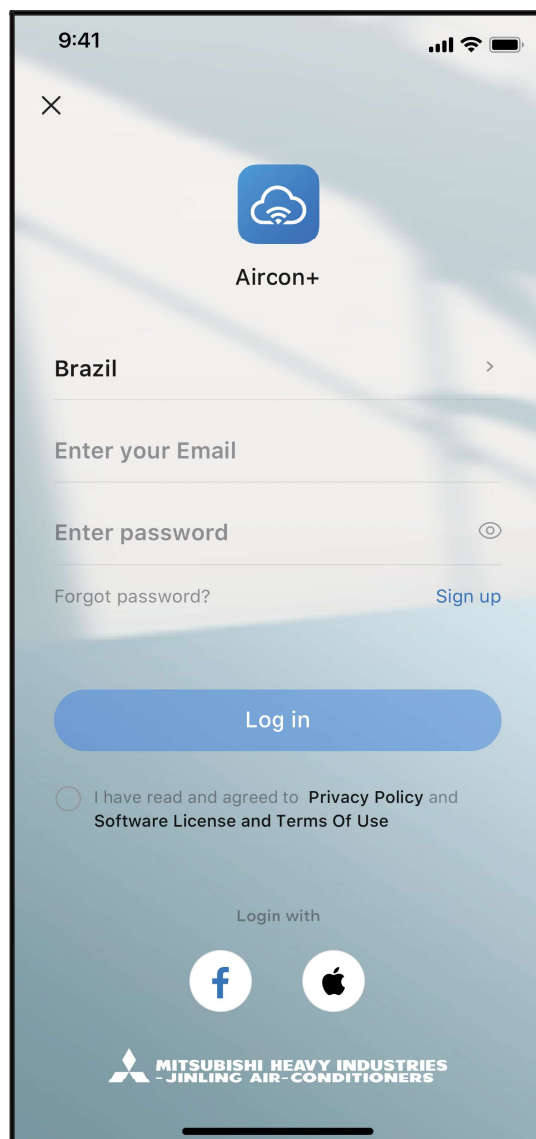 9:41
Aircon+
Brazil
Enter your Email
Enter password
Forgot password? Sign up
Log in
I have read and agreed to Privacy Policy and
Software License and Terms Of Use
Login with
MITSUBISHI HEAVY INDUSTRIES
-JINLING AIR-CONDITIONERS